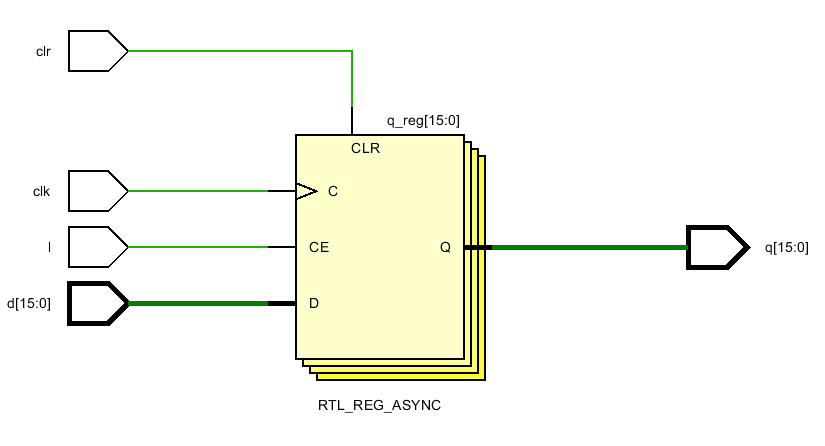 clr
q_reg[15:0]
CLR
clk
C
l
CE
Q
q[15:0]
d[15:0]
D
RTL_REG_ASYNC